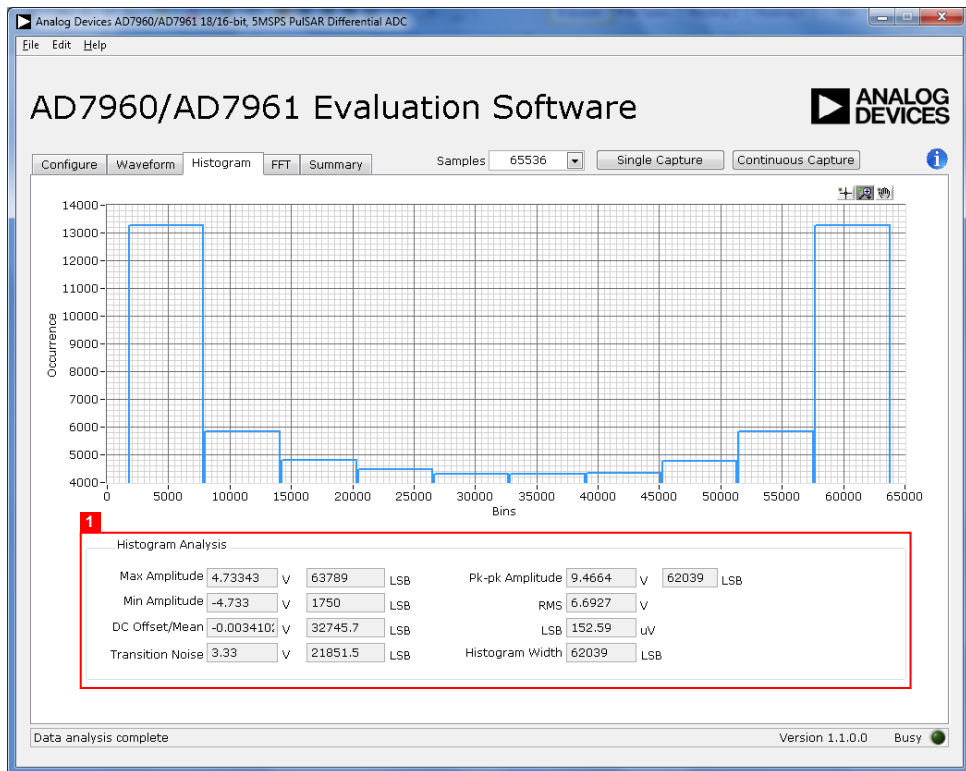 Analog Devices AD7960/AD7961 18/16-bit, 5MSPS PulSAR Differential ADC
File Edit Help
AD7960/AD7961 Evaluation Software
ANALOG
DEVICES
Configure Waveform Histogram FFT Summary Samples 65536 Single Capture Continuous Capture i
14000
13000
12000
11000
10000
9000
8000
7000
6000
5000
4000
Occurrence
0 5000 10000 15000 20000 25000 30000 35000 40000 45000 50000 55000 60000 65000
Bins
1
Histogram Analysis
Max Amplitude 4.73343 V 63789 LSB Pk-pk Amplitude 9.4664 V 62039 LSB
Min Amplitude -4.733 V 1750 LSB RMS 6.6927 V
DC Offset/Mean -0.0034102 V 32745.7 LSB LSB 152.59 uV
Transition Noise 3.33 V 21851.5 LSB Histogram Width 62039 LSB
Data analysis complete Version 1.1.0.0 Busy